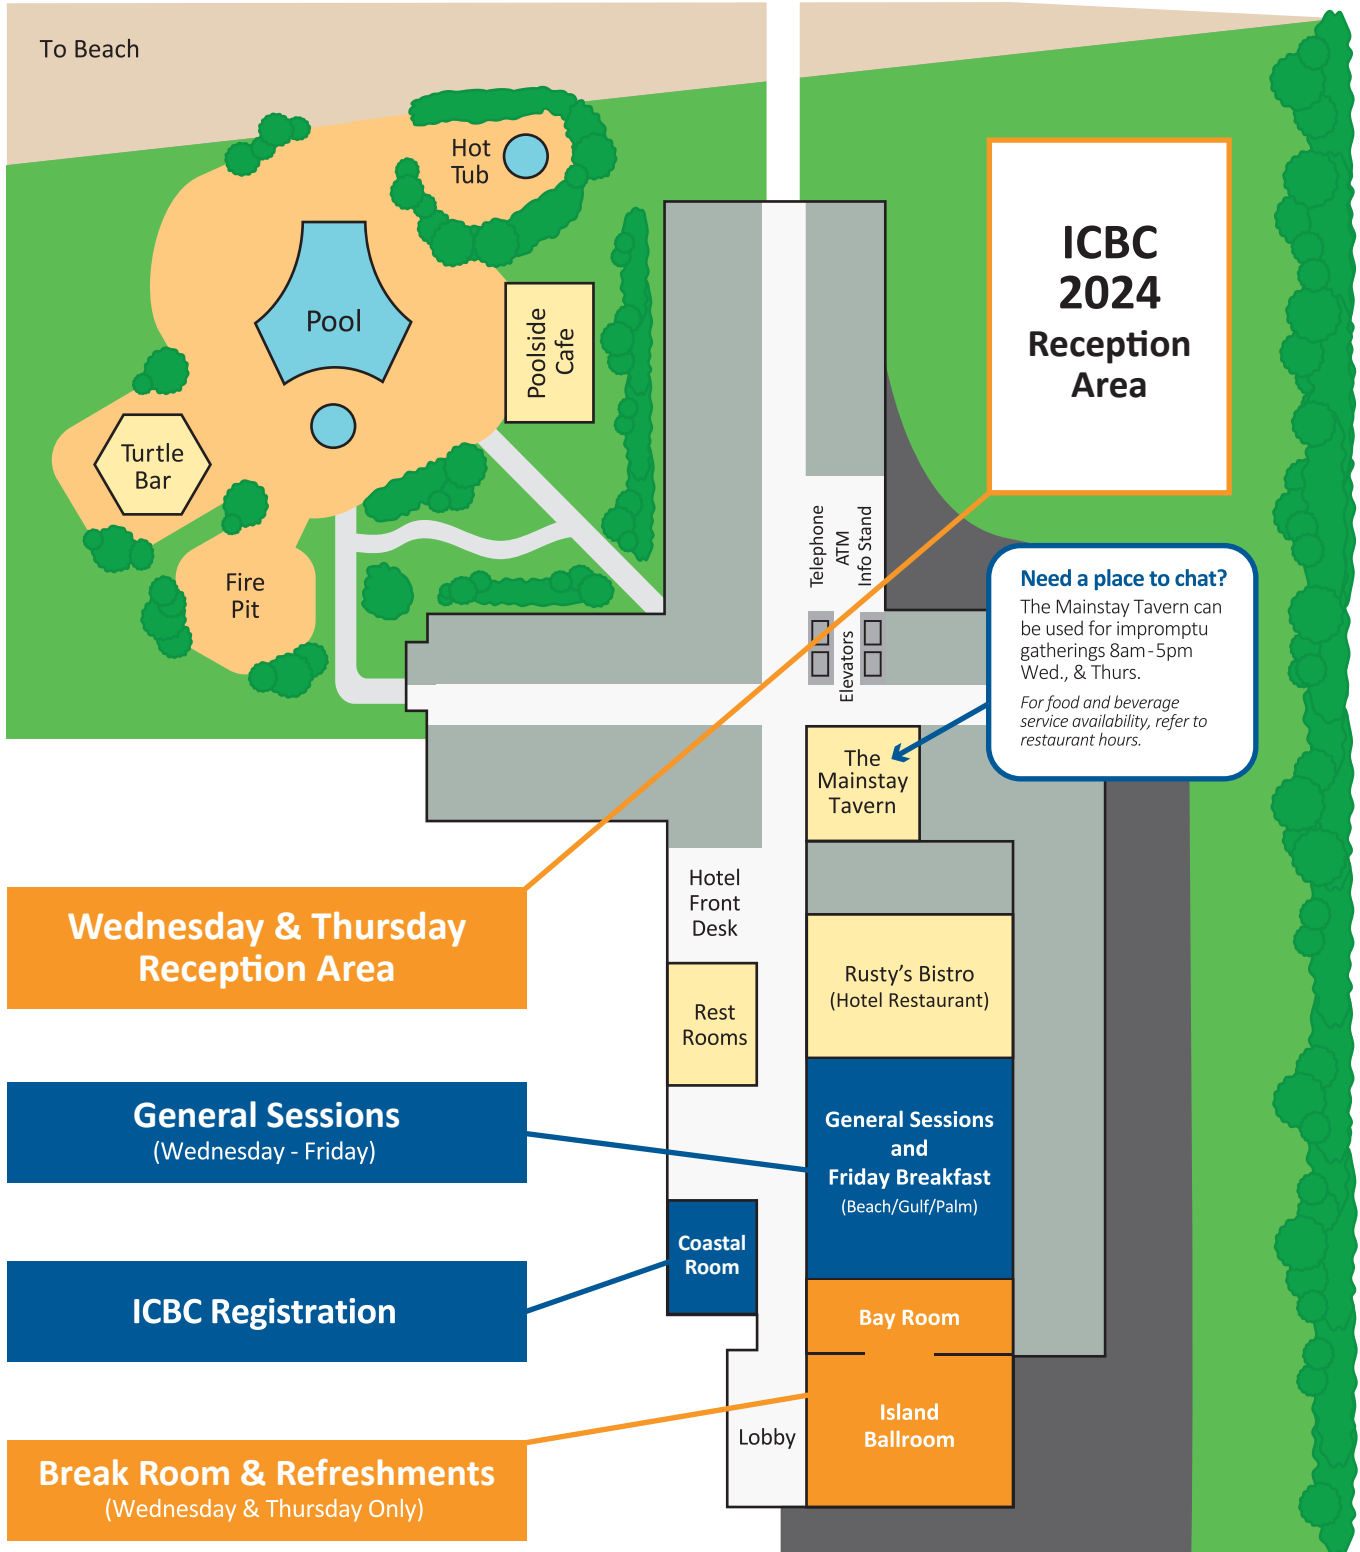 To Beach
Hot
Tub
Pool
Poolside
Cafe
Turtle
Bar
Fire
Pit
ICBC
2024
Reception
Area
Telephone
ATM
Info Stand
Elevators
Need a place to chat?
The Mainstay Tavern can
be used for impromptu
gatherings 8am-5pm
Wed., & Thurs.
For food and beverage
service availability, refer to
restaurant hours.
The
Mainstay
Tavern
Hotel
Front
Desk
Wednesday & Thursday
Reception Area
Rest
Rooms
Rusty’s Bistro
(Hotel Restaurant)
General Sessions
(Wednesday - Friday)
General Sessions
and
Friday Breakfast
(Beach/Gulf/Palm)
Coastal
Room
ICBC Registration
Bay Room
Island
Ballroom
Lobby
Break Room & Refreshments
(Wednesday & Thursday Only)